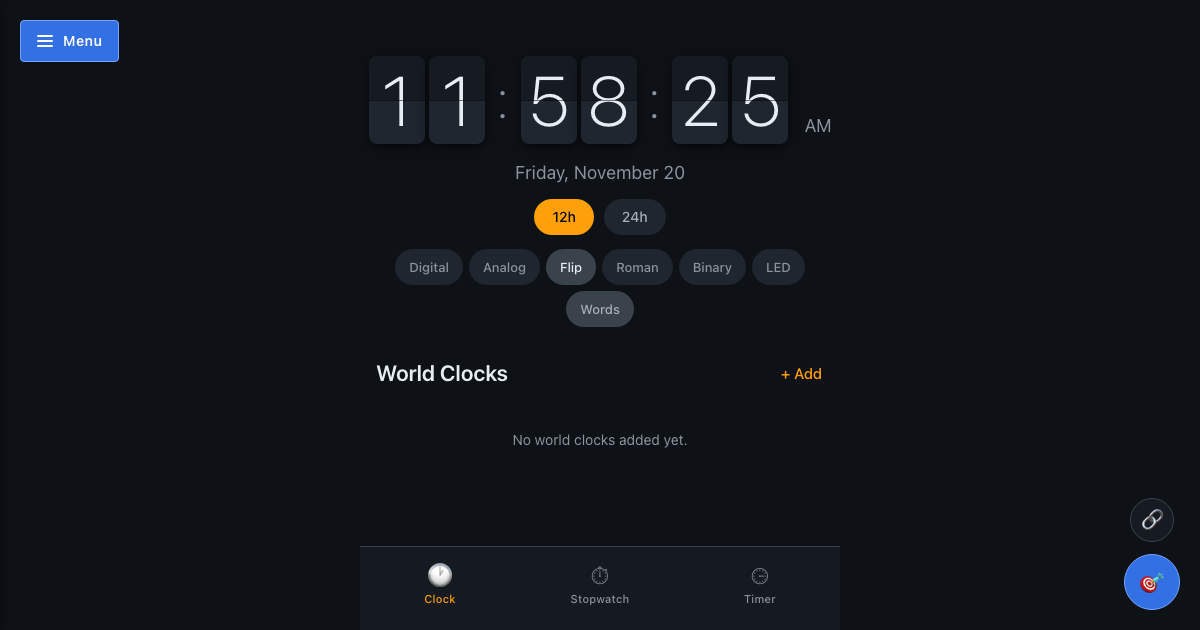 Menu
11:58:25 AM
Friday, November 20
12h 24h
Digital Analog Flip Roman Binary LED
Words
World Clocks + Add
No world clocks added yet.
Clock Stopwatch Timer